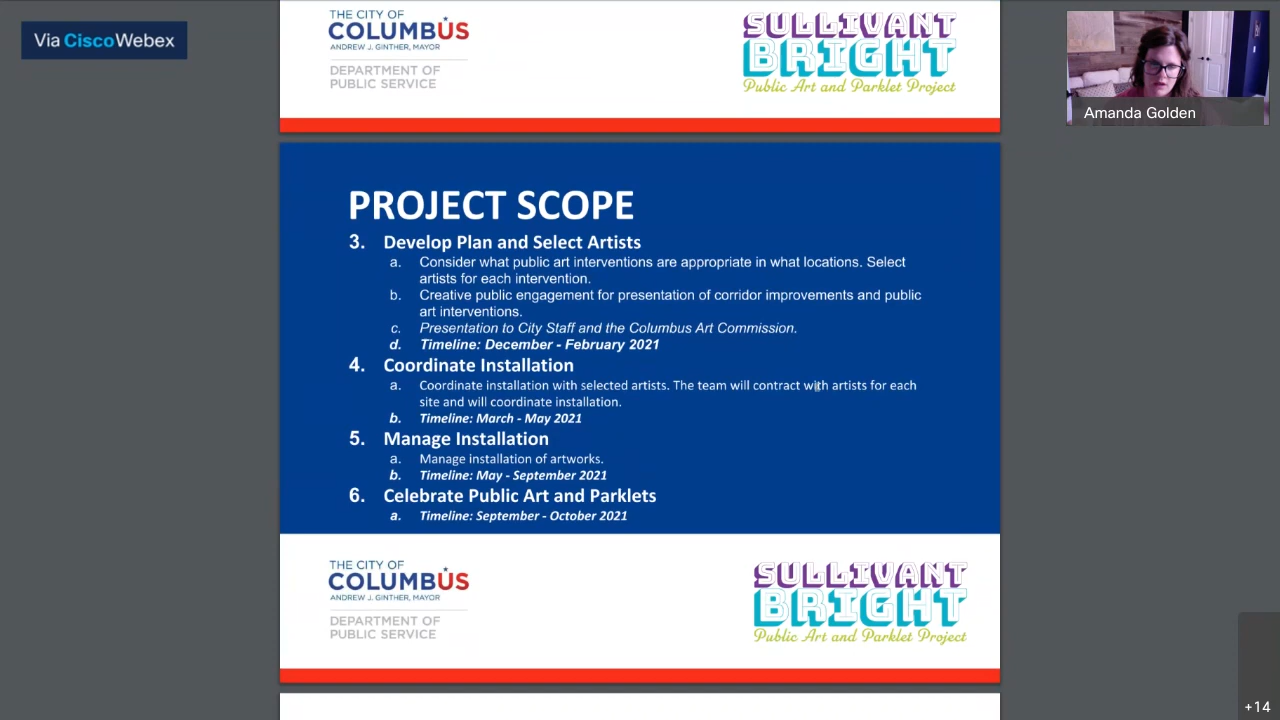 Via Cisco Webex
THE CITY OF
COLUMBUS
ANDREW J. GINTHER, MAYOR
DEPARTMENT OF
PUBLIC SERVICE
SULLIVANT
BRIGHT
Public Art and Parklet Project
Amanda Golden
PROJECT SCOPE
3. Develop Plan and Select Artists
a. Consider what public art interventions are appropriate in what locations. Select
artists for each intervention.
b. Creative public engagement for presentation of corridor improvements and public
art interventions.
c. Presentation to City Staff and the Columbus Art Commission.
d. Timeline: December - February 2021
4. Coordinate Installation
a. Coordinate installation with selected artists. The team will contract with artists for each
site and will coordinate installation.
b. Timeline: March - May 2021
5. Manage Installation
a. Manage installation of artworks.
b. Timeline: May - September 2021
6. Celebrate Public Art and Parklets
a. Timeline: September - October 2021
THE CITY OF
COLUMBUS
ANDREW J. GINTHER, MAYOR
DEPARTMENT OF
PUBLIC SERVICE
SULLIVANT
BRIGHT
Public Art and Parklet Project
+14